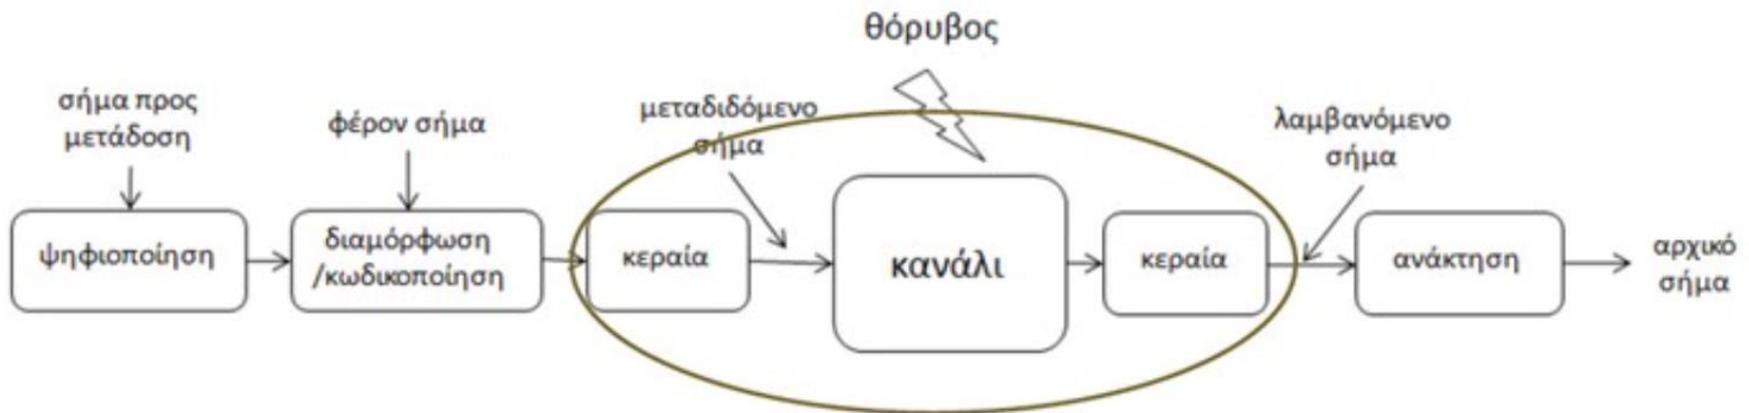 θόρυβος
σήμα προς
μετάδοση
φέρον σήμα
μεταδιδόμενο
σήμα
λαμβανόμενο
σήμα
ψηφιοποίηση
διαμόρφωση
/κωδικοποίηση
κεραία
κανάλι
κεραία
ανάκτηση
αρχικό
σήμα